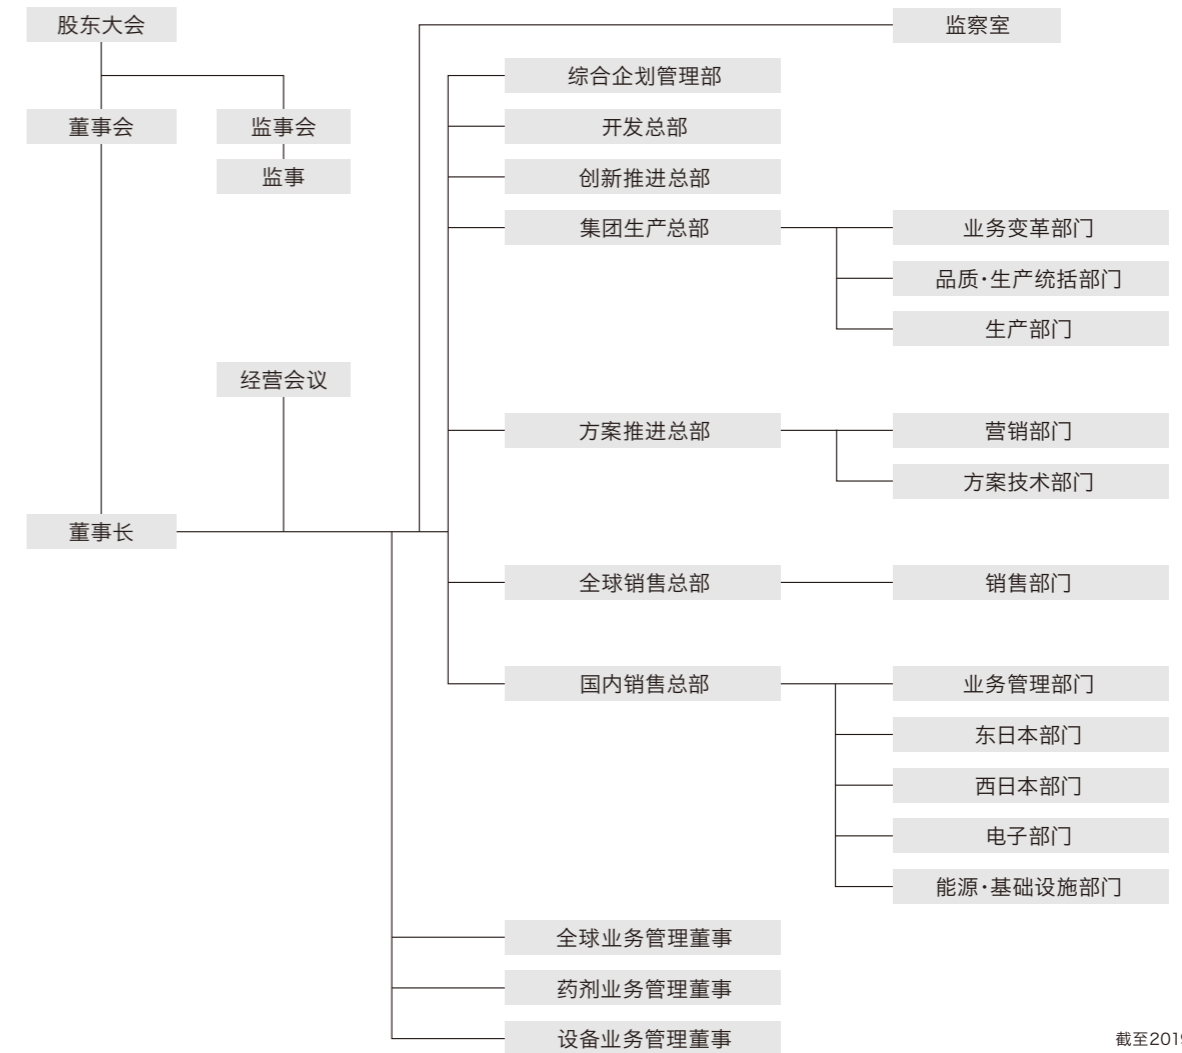 股东大会
监察室
综合企划管理部
董事会
监事会
开发总部
监事
创新推进总部
集团生产总部
业务变革部门
品质·生产统括部门
生产部门
经营会议
方案推进总部
营销部门
方案技术部门
董事长
全球销售总部
销售部门
国内销售总部
业务管理部门
东日本部门
西日本部门
电子部门
能源·基础设施部门
全球业务管理董事
药剂业务管理董事
设备业务管理董事
截至2019